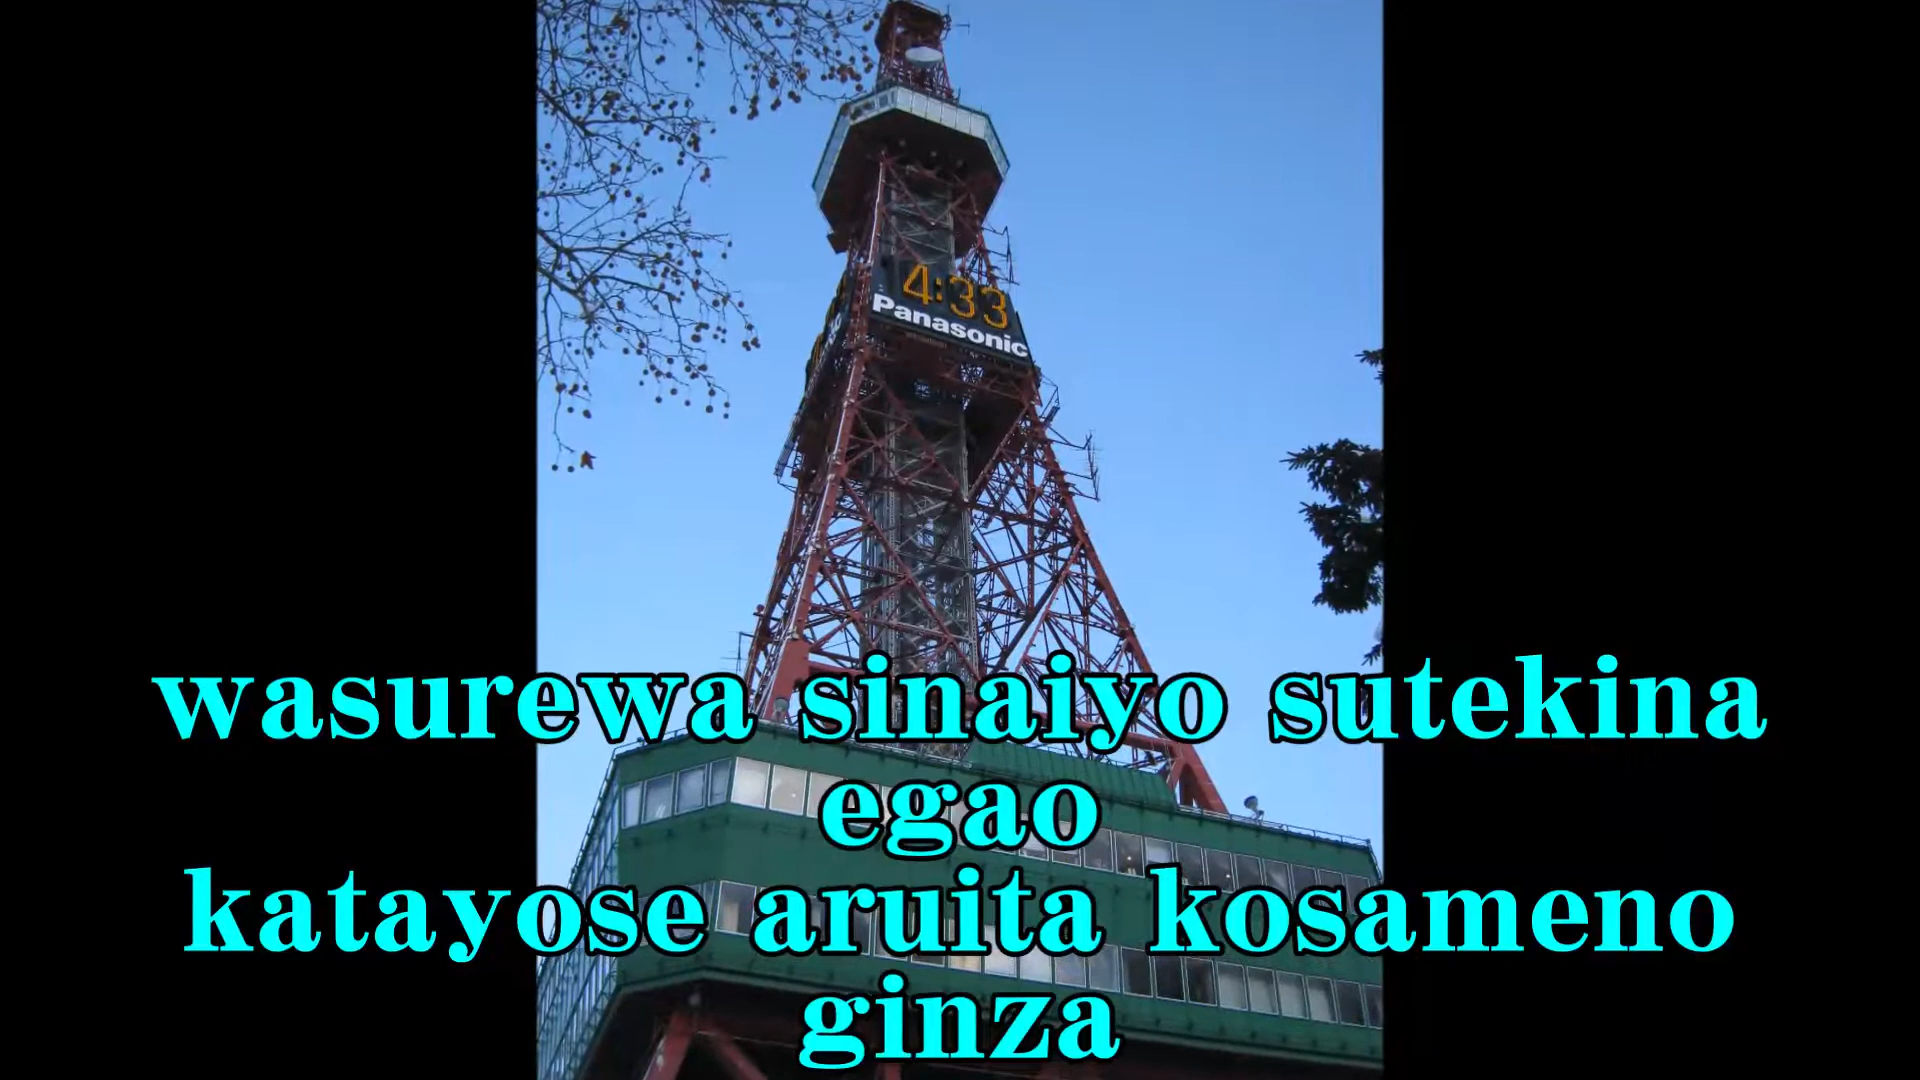 4:33
Panasonic
wasurewa sinaiyo sutekina
egao
katayose aruita kosameno
ginza